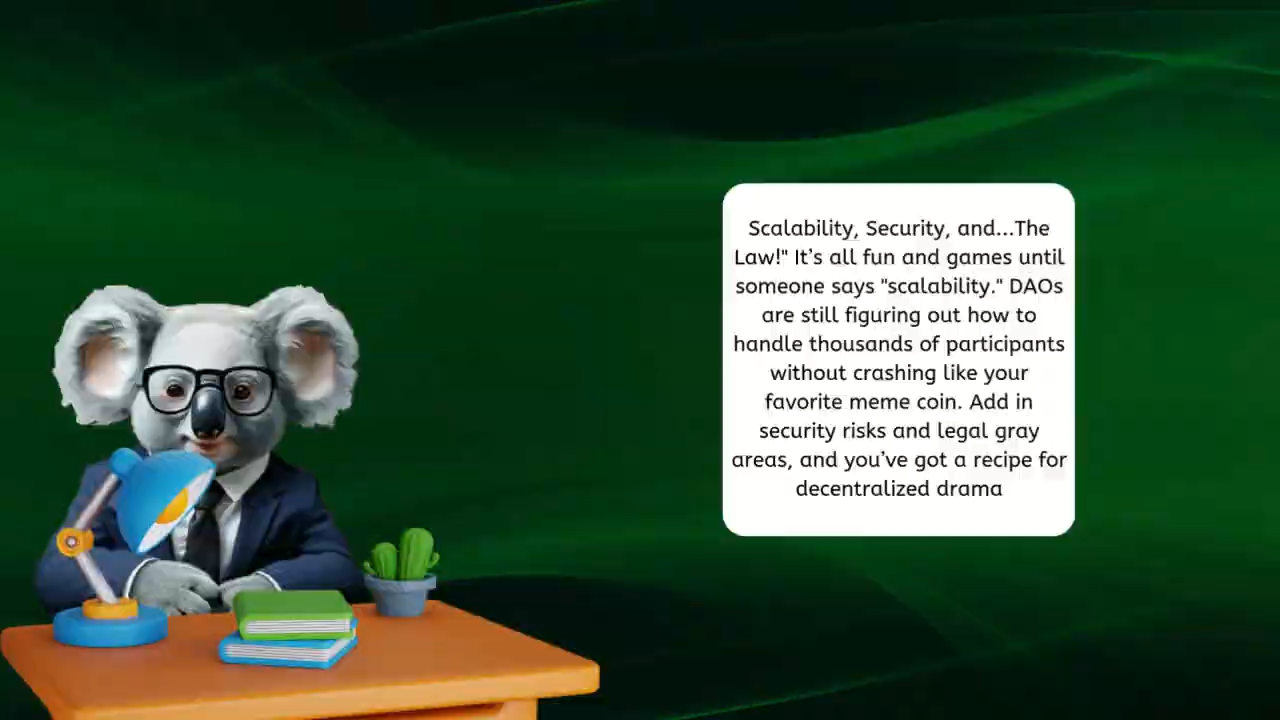 Scalability, Security, and...The
Law!" It’s all fun and games until
someone says "scalability." DAOs
are still figuring out how to
handle thousands of participants
without crashing like your
favorite meme coin. Add in
security risks and legal gray
areas, and you’ve got a recipe for
decentralized drama